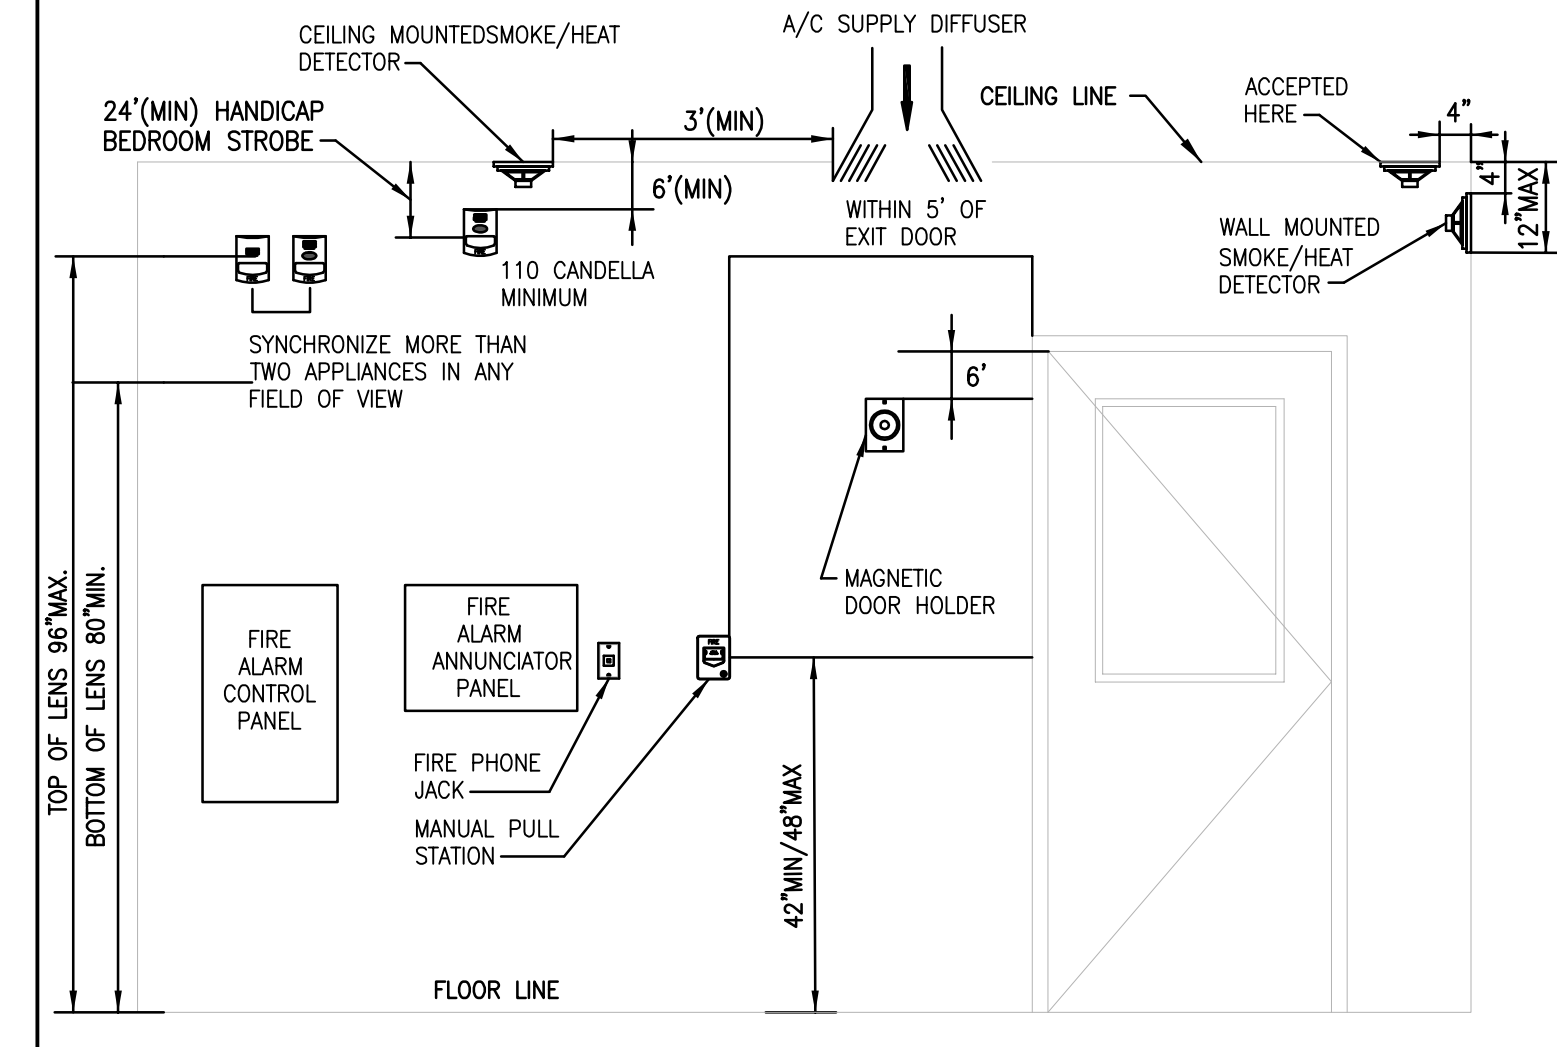 A/C SUPPLY DIFFUSER
CEILING MOUNTEDSMOKE/HEAT
DETECTOR
24'(MIN) HANDICAP
BEDROOM STROBE
3'(MIN)
6'(MIN)
CEILING LINE
ACCEPTED
HERE
4"
4"
12"MAX
WITHIN 5' OF
EXIT DOOR
WALL MOUNTED
SMOKE/HEAT
DETECTOR
110 CANDELLA
MINIMUM
FIRE
FIRE
FIRE
SYNCHRONIZE MORE THAN
TWO APPLIANCES IN ANY
FIELD OF VIEW
6'
MAGNETIC
DOOR HOLDER
TOP OF LENS 96"MAX.
BOTTOM OF LENS 80"MIN.
FIRE
ALARM
CONTROL
PANEL
FIRE
ALARM
ANNUNCIATOR
PANEL
FIRE
FIRE PHONE
JACK
MANUAL PULL
STATION
42"MIN/48"MAX
FLOOR LINE